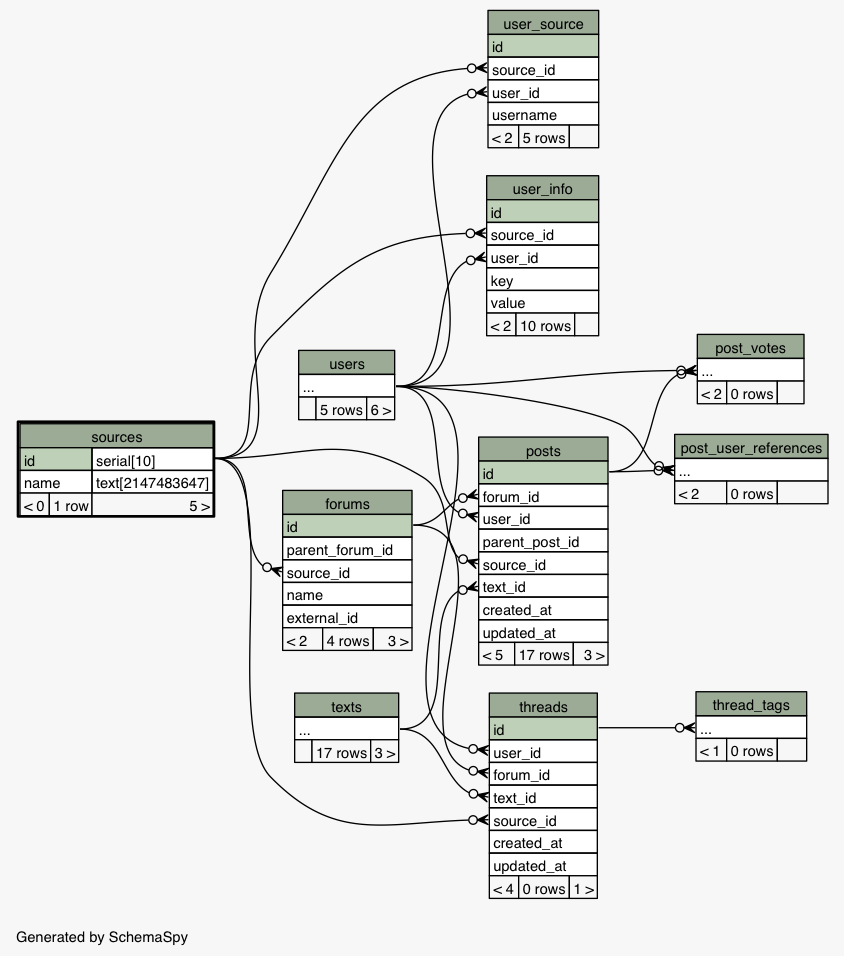 user_source
id
source_id
user_id
username
< 2 5 rows
user_info
id
source_id
user_id
key
value
< 2 10 rows
users
...
5 rows 6 >
post_votes
...
< 2 0 rows
sources
id serial[10]
name text[2147483647]
< 0 1 row 5 >
post_user_references
...
< 2 0 rows
posts
id
forum_id
user_id
parent_post_id
source_id
text_id
created_at
updated_at
< 5 17 rows 3 >
forums
id
parent_forum_id
source_id
name
external_id
< 2 4 rows 3 >
texts
...
17 rows 3 >
threads
id
user_id
forum_id
text_id
source_id
created_at
updated_at
< 4 0 rows 1 >
thread_tags
...
< 1 0 rows
Generated by SchemaSpy